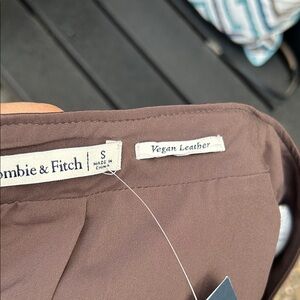 ombie & Fitch
S
MADE IN
CHINA
Vegan Leather